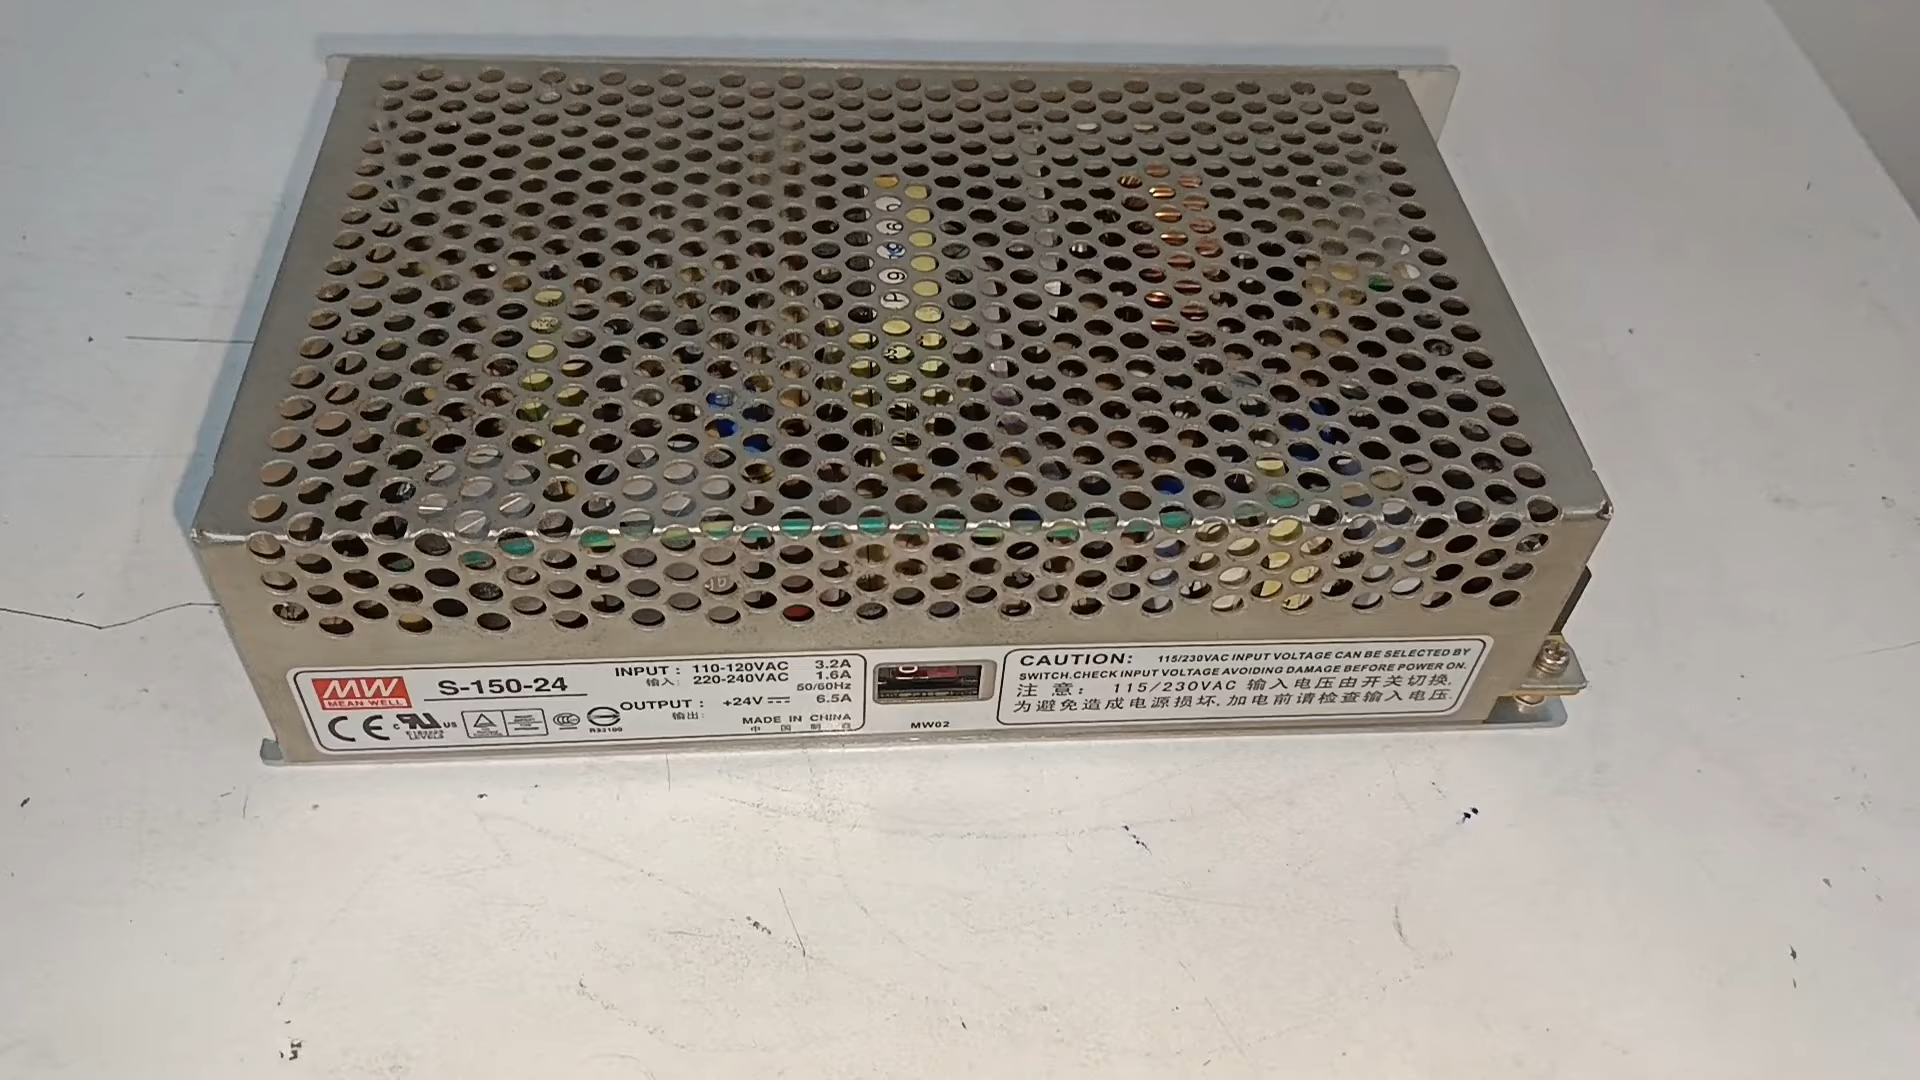 MW
MEAN WELL
S-150-24
INPUT : 110-120VAC 3.2A
输入: 220-240VAC 1.6A
50/60Hz
OUTPUT : +24V 6.5A
输出:
CE
c US
R33100
MADE IN CHINA
中 国 制 造
MW02
CAUTION: 115/230VAC INPUT VOLTAGE CAN BE SELECTED BY
SWITCH.CHECK INPUT VOLTAGE AVOIDING DAMAGE BEFORE POWER ON.
注 意: 115/230VAC 输入电压由开关切换,
为避免造成电源损坏,加电前请检查输入电压.